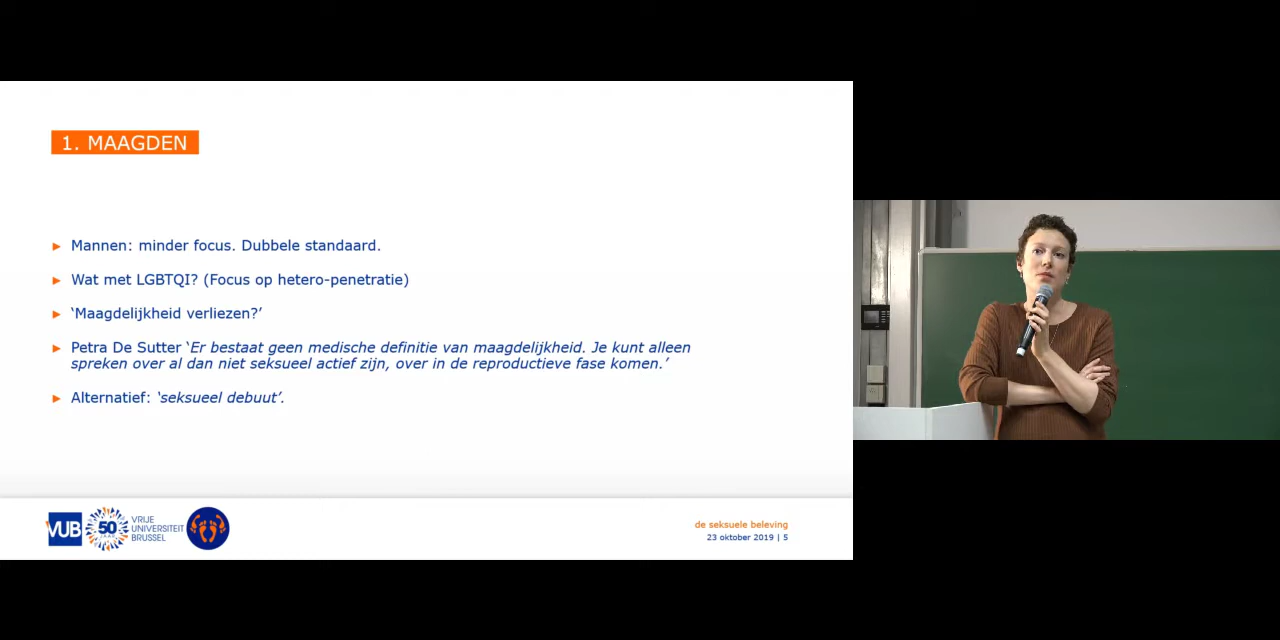 1. MAAGDEN
► Mannen: minder focus. Dubbele standaard.
► Wat met LGBTQI? (Focus op hetero-penetratie)
► ‘Maagdelijkheid verliezen?’
► Petra De Sutter ‘Er bestaat geen medische definitie van maagdelijkheid. Je kunt alleen
spreken over al dan niet seksueel actief zijn, over in de reproductieve fase komen.’
► Alternatief: ‘seksueel debuut’.
VUB
50
JAAR
VRIJE
UNIVERSITEIT
BRUSSEL
de seksuele beleving
23 oktober 2019 | 5